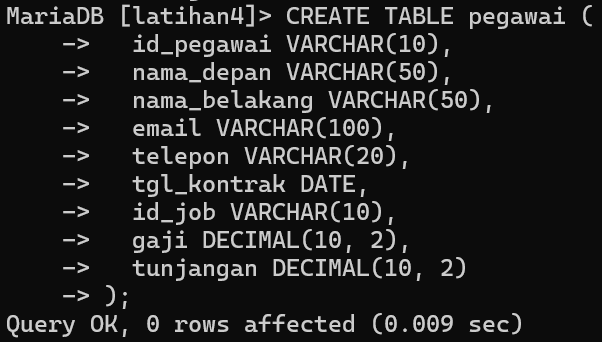 MariaDB [latihan4]> CREATE TABLE pegawai (
    ->   id_pegawai VARCHAR(10),
    ->   nama_depan VARCHAR(50),
    ->   nama_belakang VARCHAR(50),
    ->   email VARCHAR(100),
    ->   telepon VARCHAR(20),
    ->   tgl_kontrak DATE,
    ->   id_job VARCHAR(10),
    ->   gaji DECIMAL(10, 2),
    ->   tunjangan DECIMAL(10, 2)
    -> );
Query OK, 0 rows affected (0.009 sec)